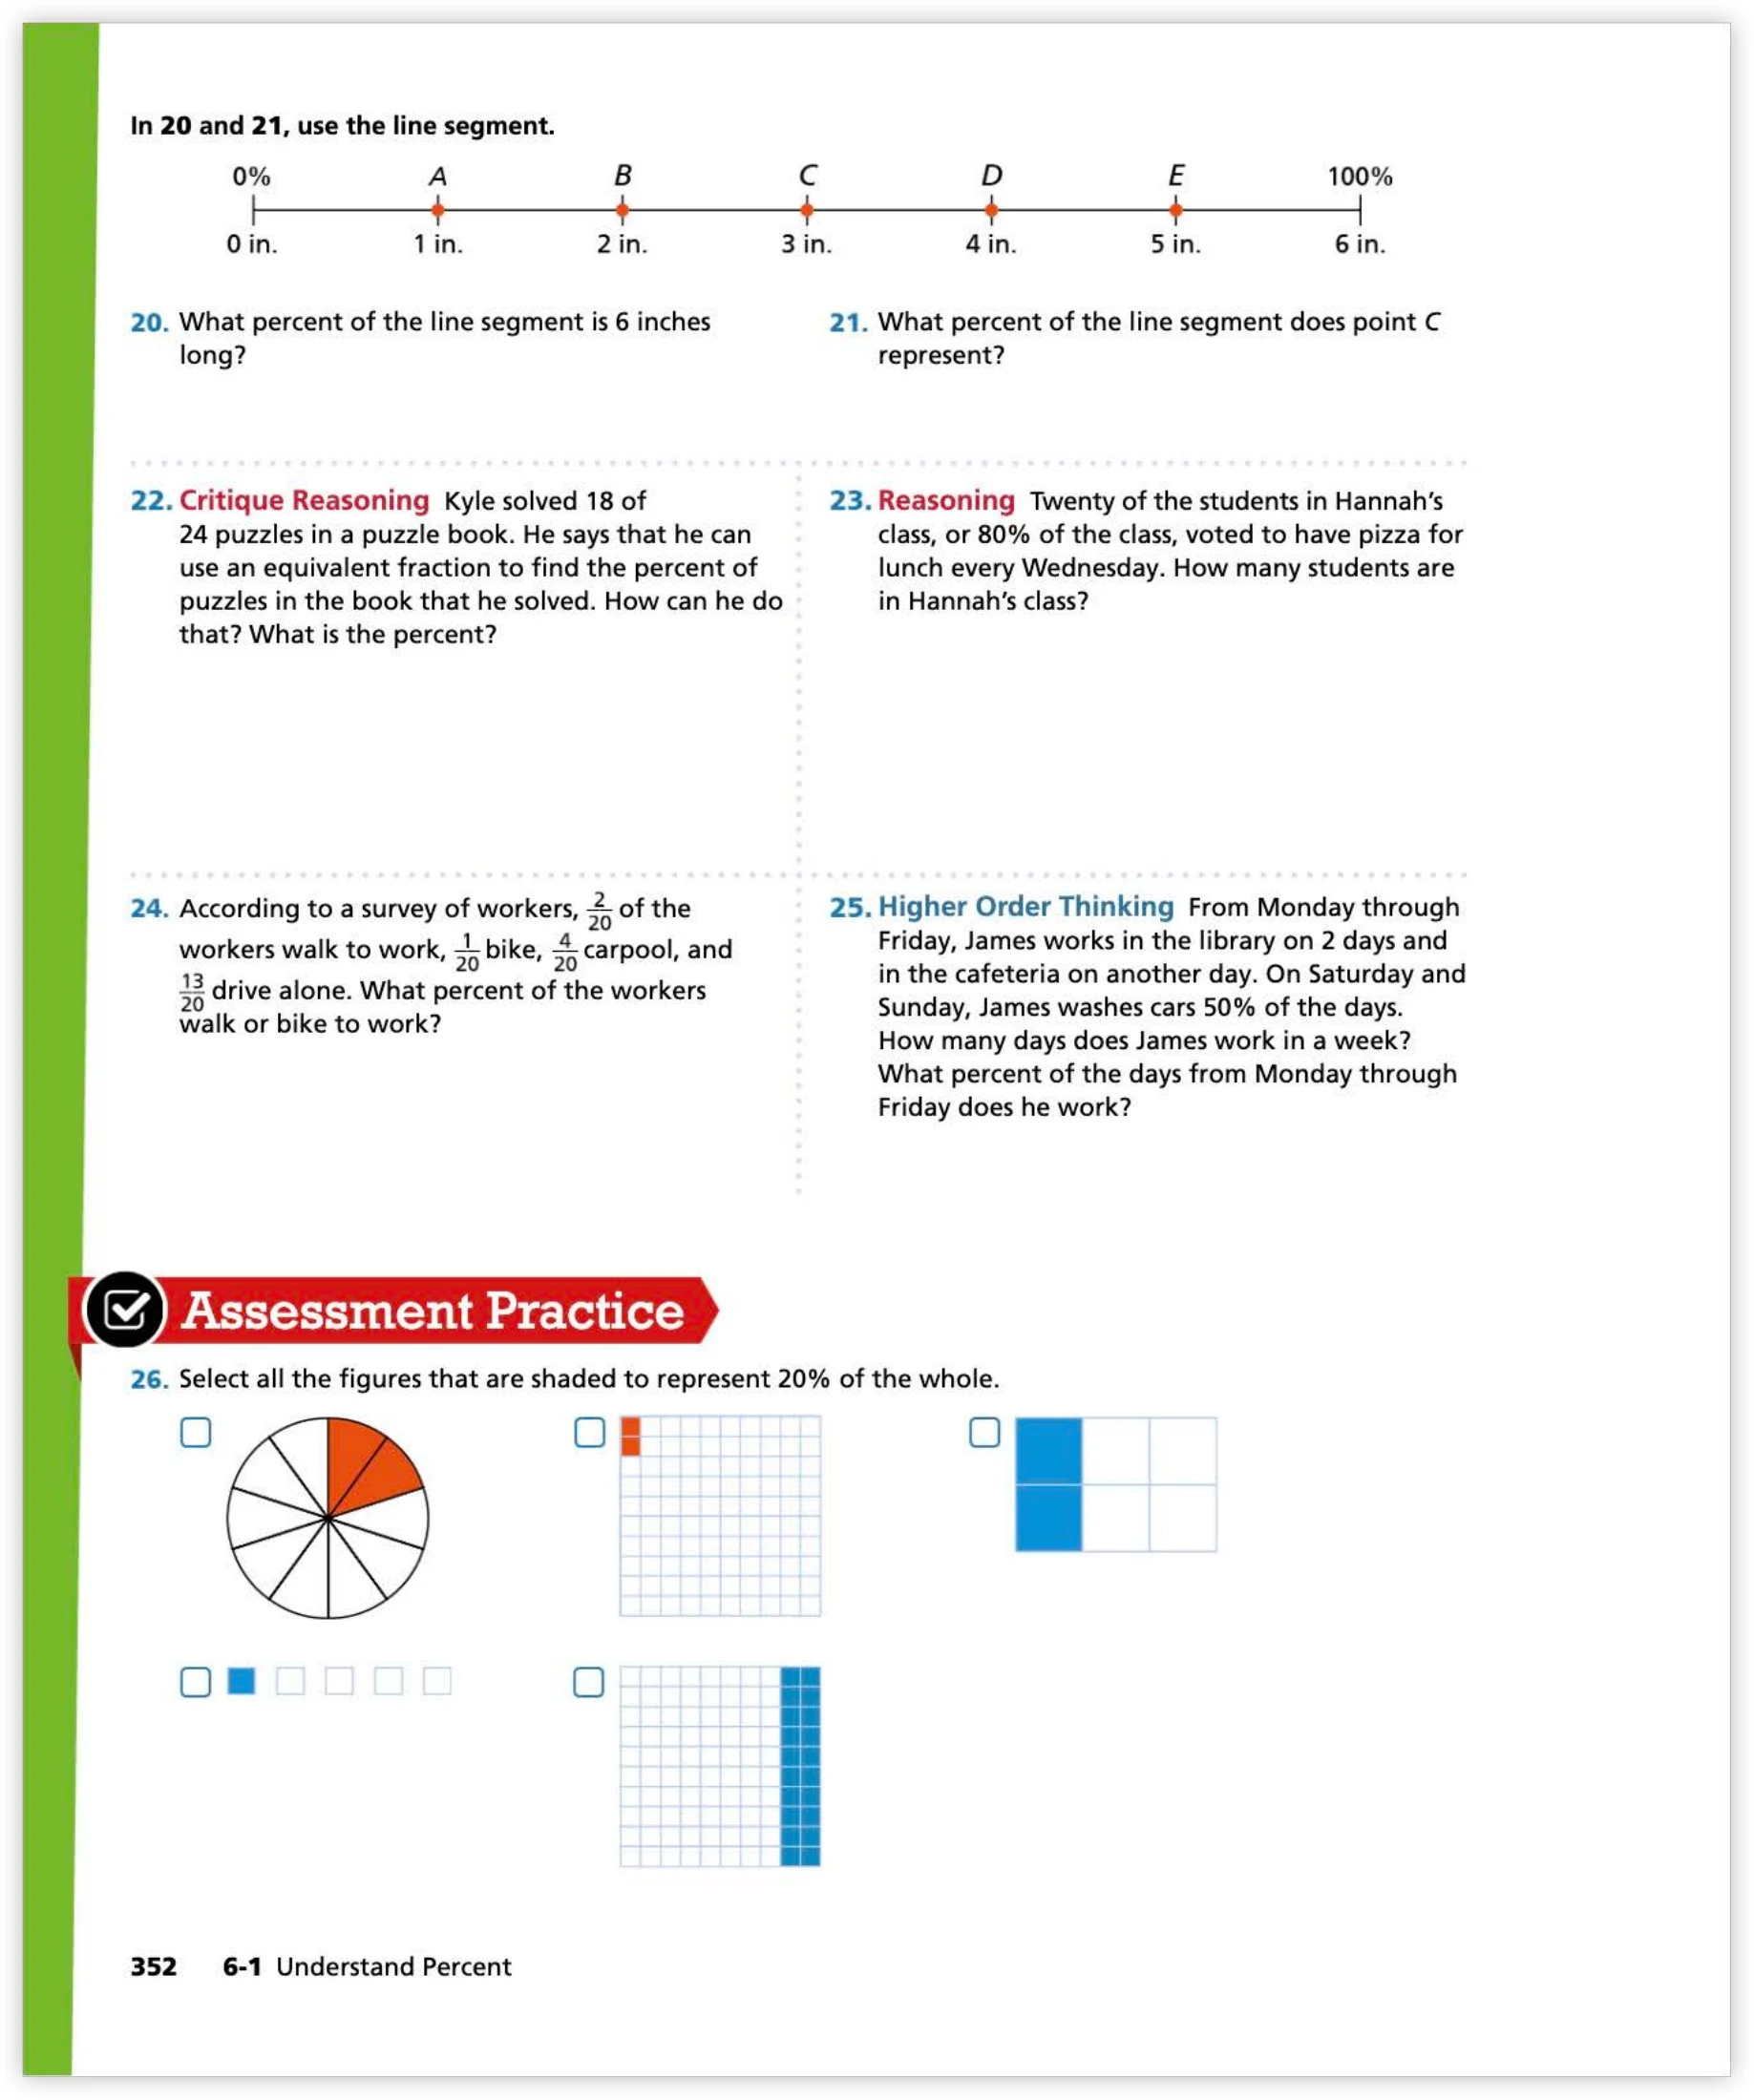 In 20 and 21, use the line segment.
0% A B C D E 100%
0 in. 1 in. 2 in. 3 in. 4 in. 5 in. 6 in.
20. What percent of the line segment is 6 inches
long?
21. What percent of the line segment does point C
represent?
22. Critique Reasoning Kyle solved 18 of
24 puzzles in a puzzle book. He says that he can
use an equivalent fraction to find the percent of
puzzles in the book that he solved. How can he do
that? What is the percent?
23. Reasoning Twenty of the students in Hannah's
class, or 80% of the class, voted to have pizza for
lunch every Wednesday. How many students are
in Hannah's class?
24. According to a survey of workers, 2/20 of the
workers walk to work, 1/20 bike, 4/20 carpool, and
13/20 drive alone. What percent of the workers
walk or bike to work?
25. Higher Order Thinking From Monday through
Friday, James works in the library on 2 days and
in the cafeteria on another day. On Saturday and
Sunday, James washes cars 50% of the days.
How many days does James work in a week?
What percent of the days from Monday through
Friday does he work?
Assessment Practice
26. Select all the figures that are shaded to represent 20% of the whole.
352 6-1 Understand Percent